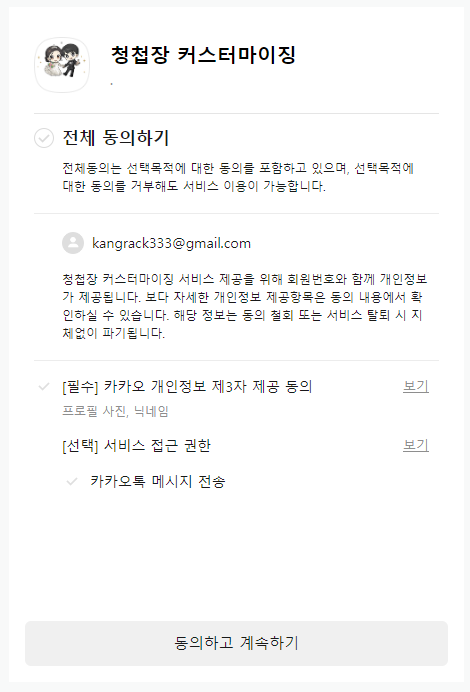 청첩장 커스터마이징
.
전체 동의하기
전체동의는 선택목적에 대한 동의를 포함하고 있으며, 선택목적에
대한 동의를 거부해도 서비스 이용이 가능합니다.
kangrack333@gmail.com
청첩장 커스터마이징 서비스 제공을 위해 회원번호와 함께 개인정보
가 제공됩니다. 보다 자세한 개인정보 제공항목은 동의 내용에서 확
인하실 수 있습니다. 해당 정보는 동의 철회 또는 서비스 탈퇴 시 지
체없이 파기됩니다.
[필수] 카카오 개인정보 제3자 제공 동의 보기
프로필 사진, 닉네임
[선택] 서비스 접근 권한 보기
카카오톡 메시지 전송
동의하고 계속하기